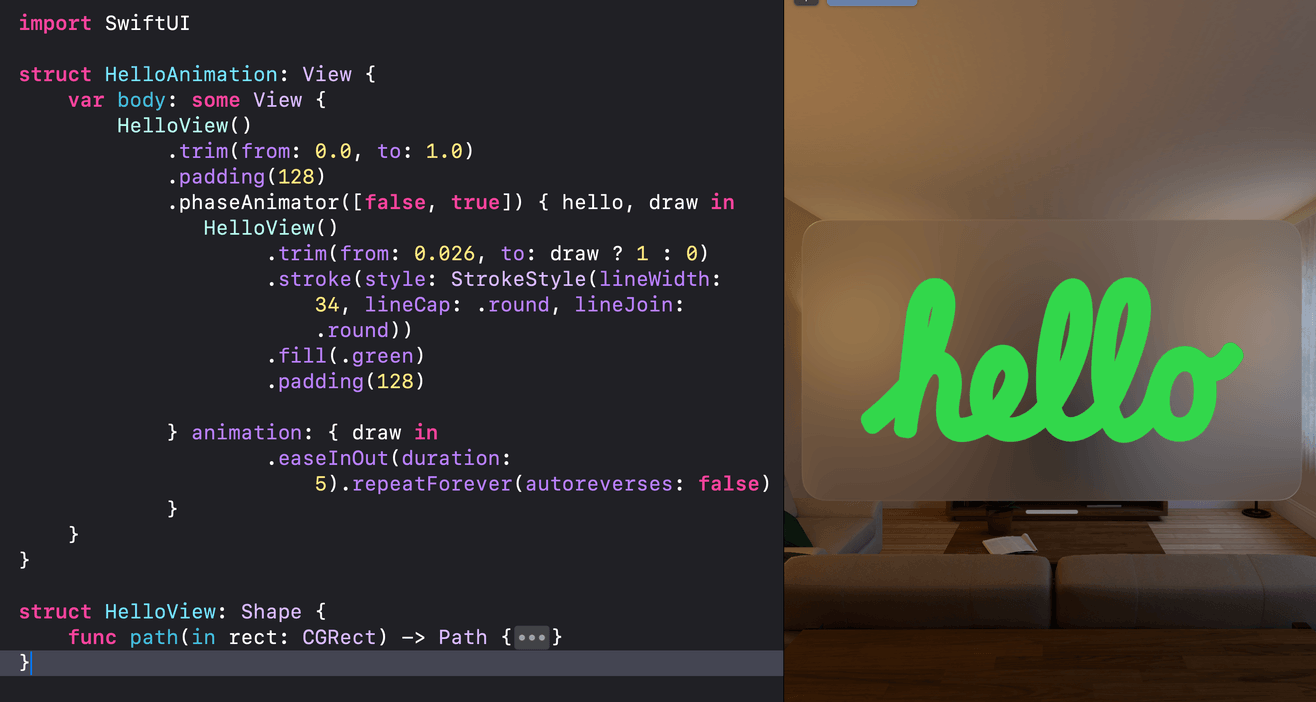 import SwiftUI
struct HelloAnimation: View {
var body: some View {
HelloView()
.trim(from: 0.0, to: 1.0)
.padding(128)
.phaseAnimator([false, true]) { hello, draw in
HelloView()
.trim(from: 0.026, to: draw ? 1 : 0)
.stroke(style: StrokeStyle(lineWidth:
34, lineCap: .round, lineJoin:
.round))
.fill(.green)
.padding(128)
} animation: { draw in
.easeInOut(duration:
5).repeatForever(autoreverses: false)
}
}
}
struct HelloView: Shape {
func path(in rect: CGRect) -> Path {•••}
}
hello